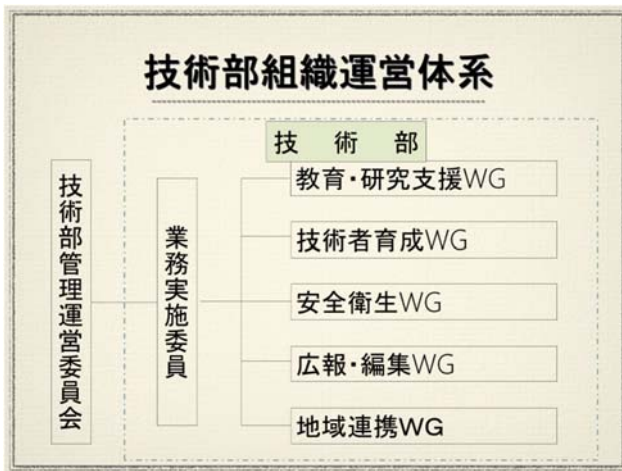 技術部組織運営体系
技術部
技術部管理運営委員会
業務実施委員
教育・研究支援WG
技術者育成WG
安全衛生WG
広報・編集WG
地域連携WG